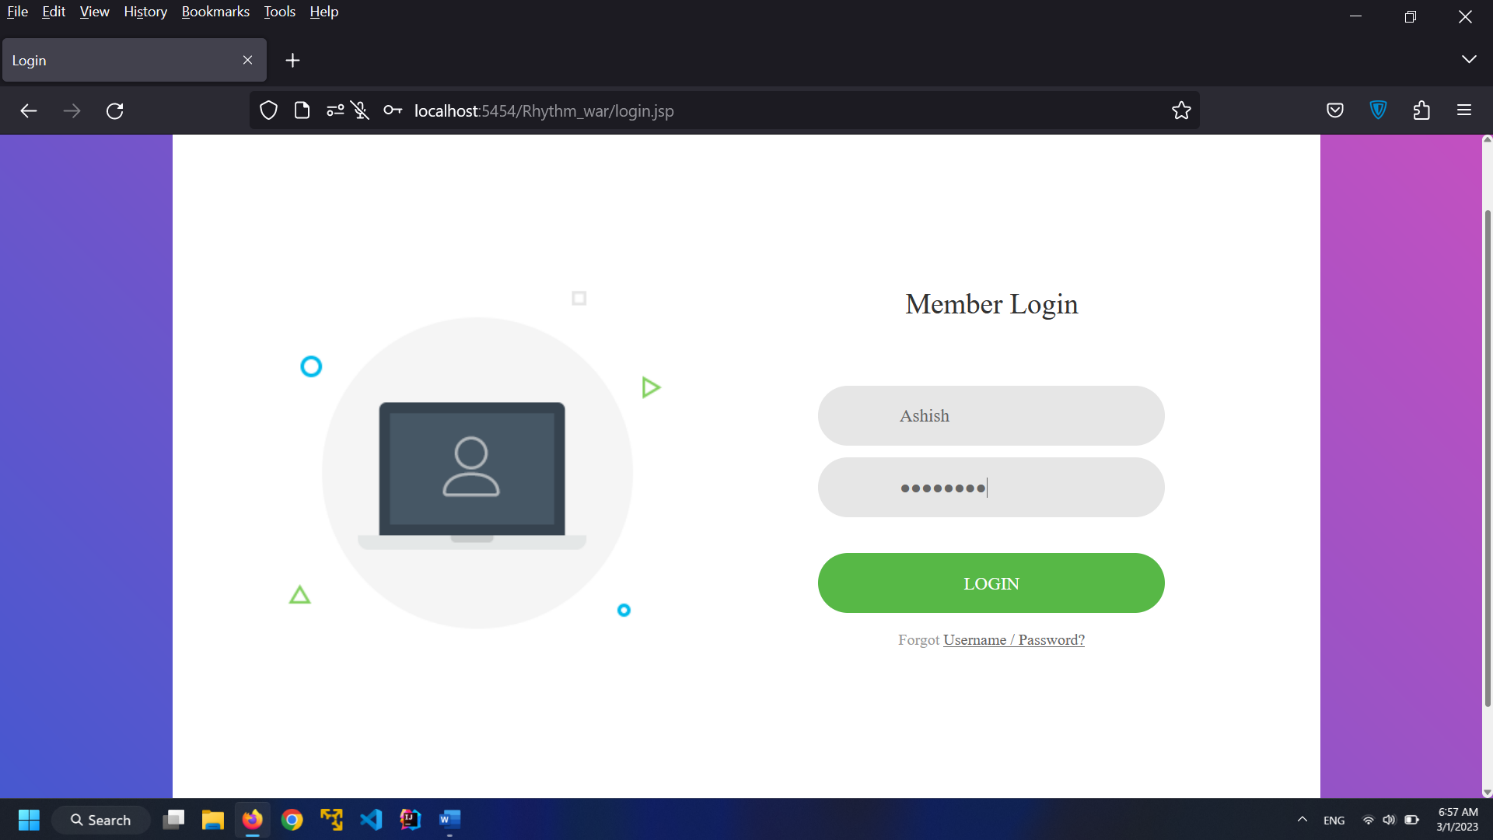 File Edit View History Bookmarks Tools Help
Login
localhost:5454/Rhythm_war/login.jsp
Member Login
Ashish
LOGIN
Forgot Username / Password?
Search
W
ENG
6:57 AM
3/1/2023